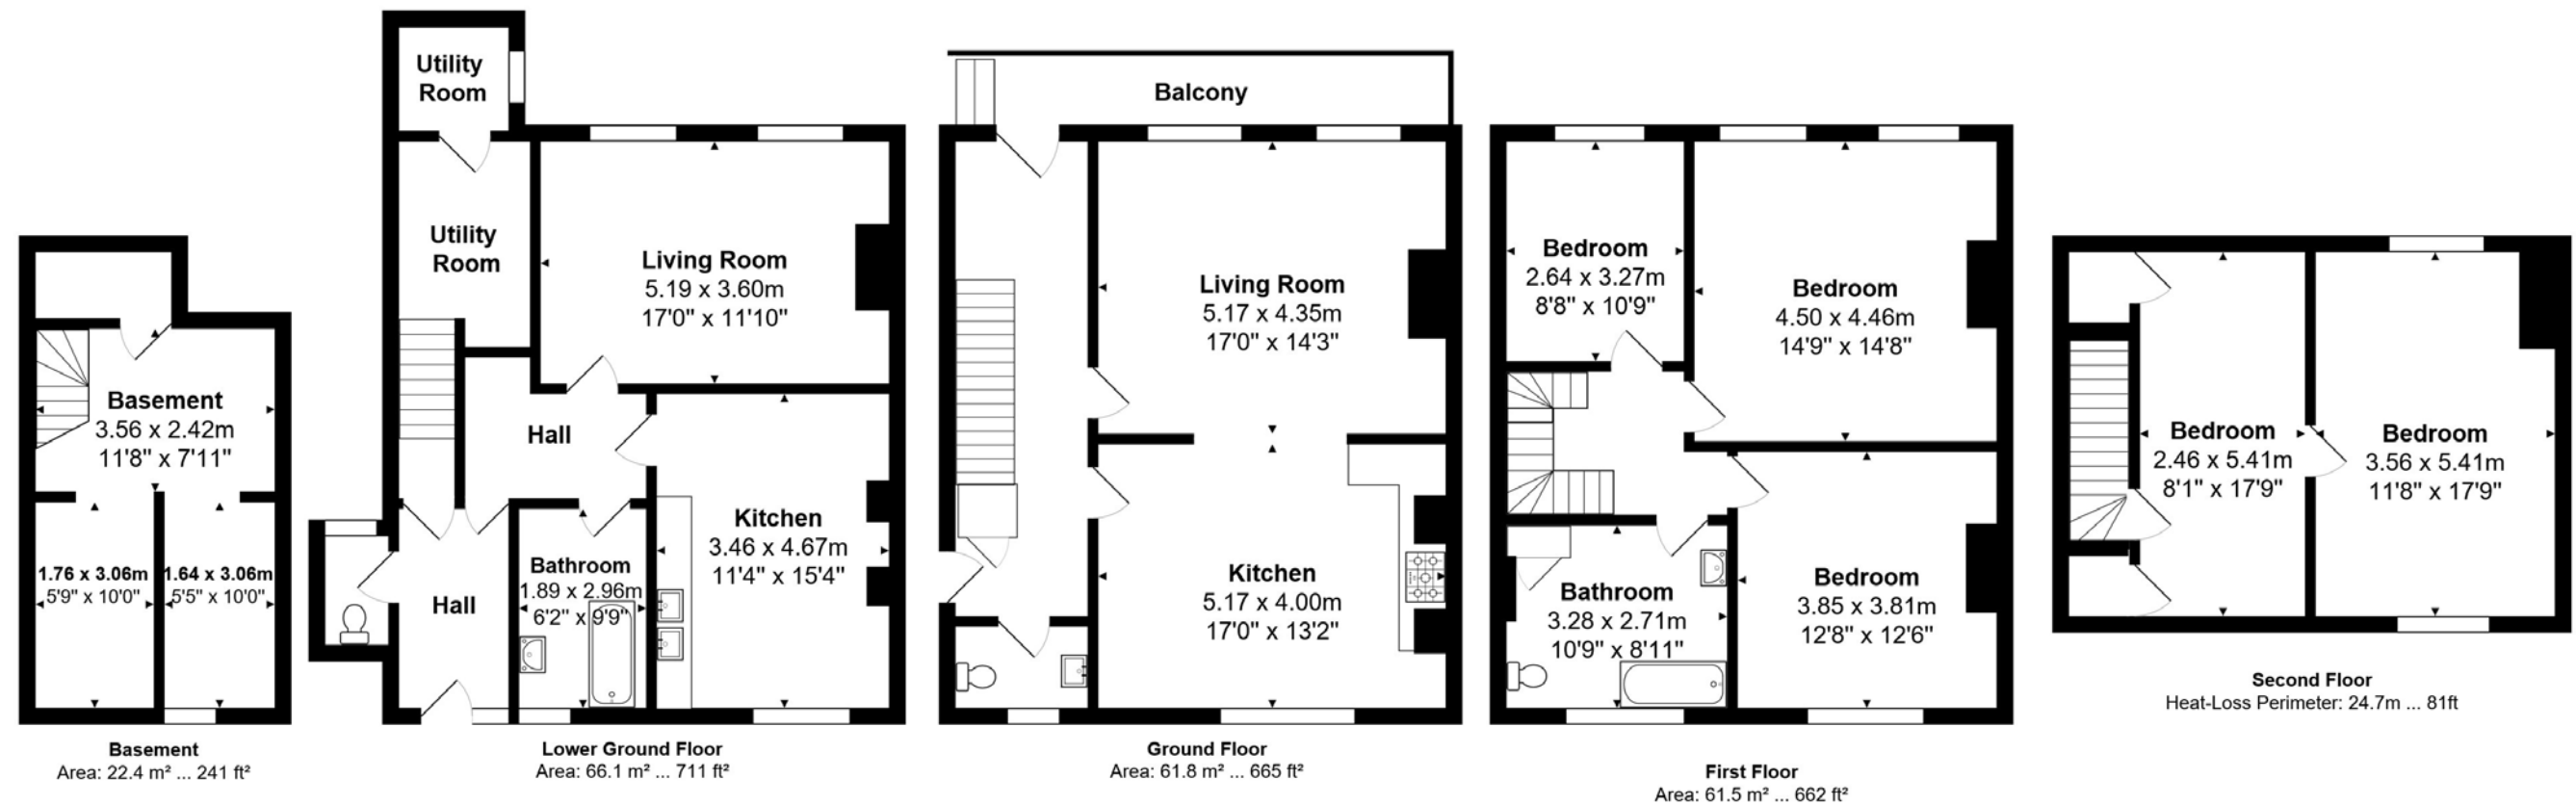 Basement
3.56 x 2.42m
11'8" x 7'11"
1.76 x 3.06m
5'9" x 10'0"
1.64 x 3.06m
5'5" x 10'0"
Basement
Area: 22.4 m² ... 241 ft²
Utility
Room
Utility
Room
Living Room
5.19 x 3.60m
17'0" x 11'10"
Hall
Kitchen
3.46 x 4.67m
11'4" x 15'4"
Bathroom
1.89 x 2.96m
6'2" x 9'9"
Hall
Lower Ground Floor
Area: 66.1 m² ... 711 ft²
Balcony
Living Room
5.17 x 4.35m
17'0" x 14'3"
Kitchen
5.17 x 4.00m
17'0" x 13'2"
Ground Floor
Area: 61.8 m² ... 665 ft²
Bedroom
2.64 x 3.27m
8'8" x 10'9"
Bedroom
4.50 x 4.46m
14'9" x 14'8"
Bathroom
3.28 x 2.71m
10'9" x 8'11"
Bedroom
3.85 x 3.81m
12'8" x 12'6"
First Floor
Area: 61.5 m² ... 662 ft²
Bedroom
2.46 x 5.41m
8'1" x 17'9"
Bedroom
3.56 x 5.41m
11'8" x 17'9"
Second Floor
Heat-Loss Perimeter: 24.7m ... 81ft